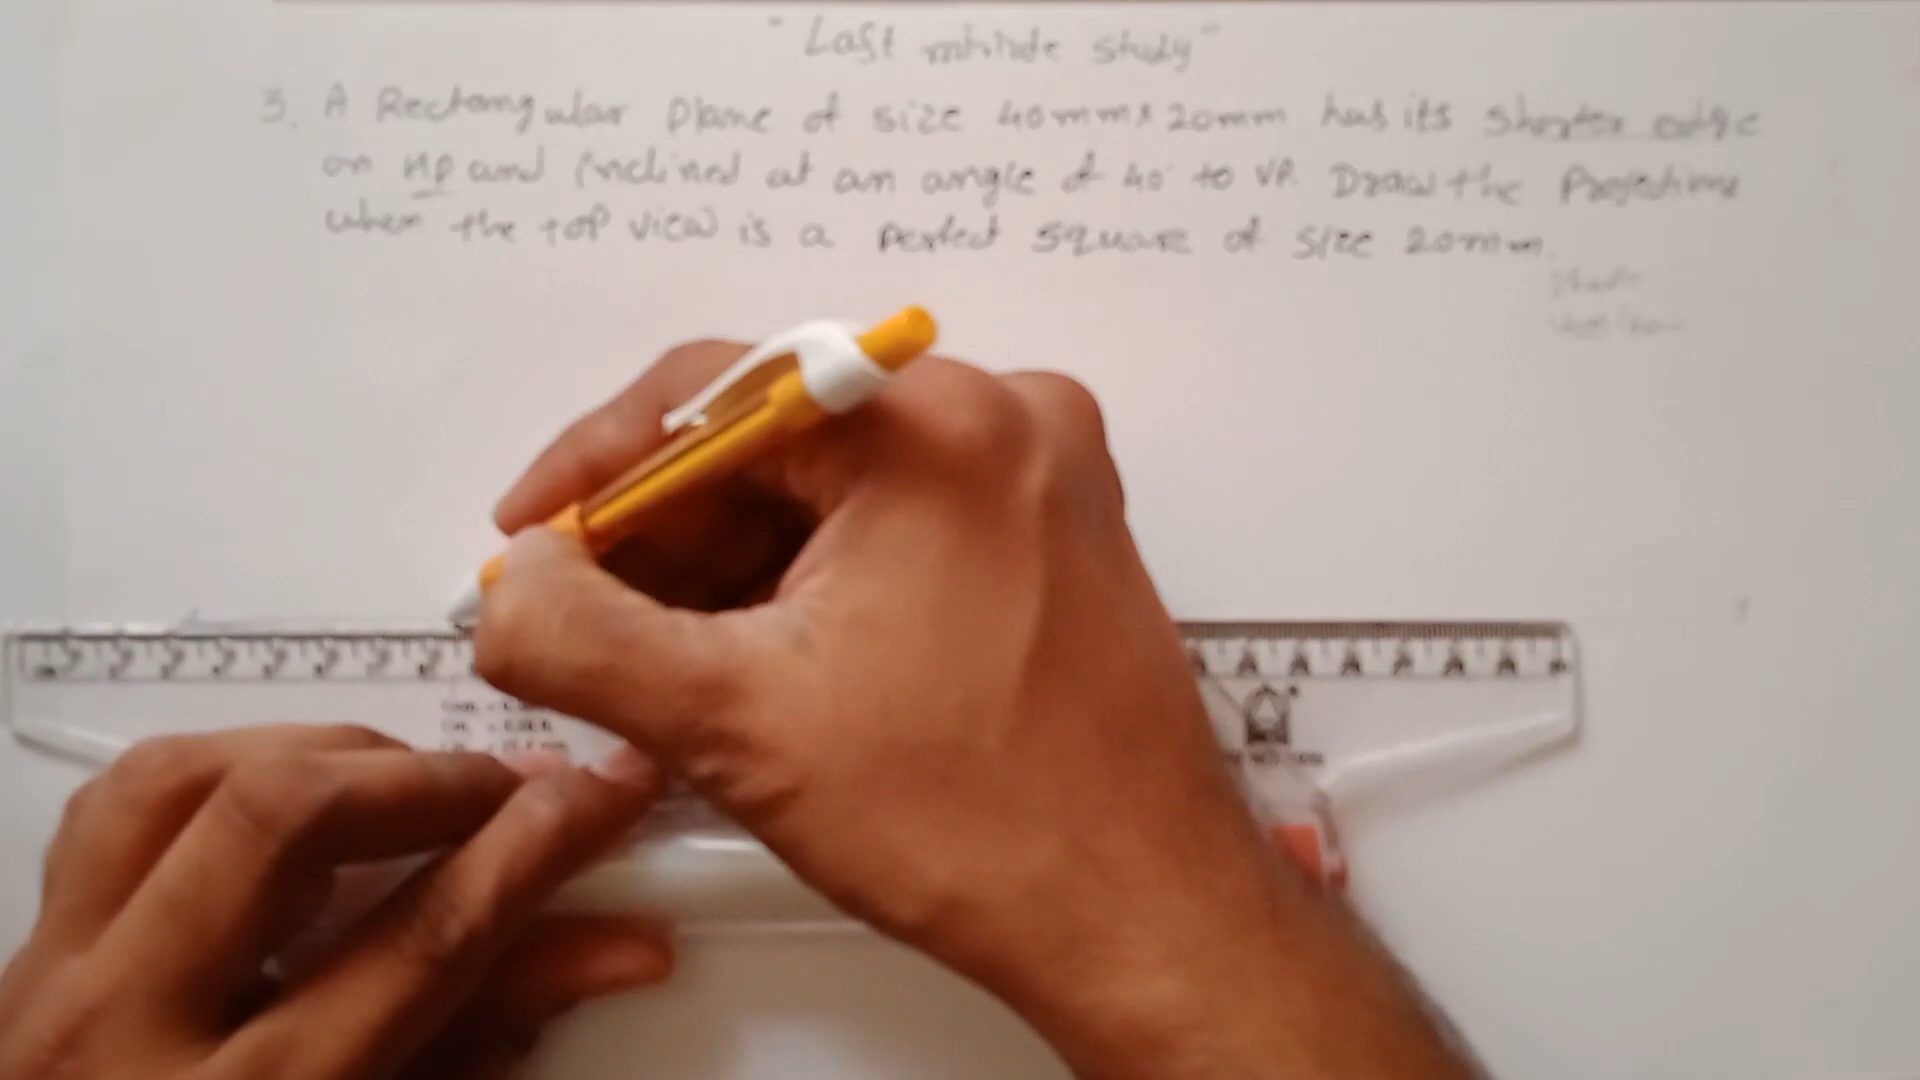 "Last minute study"
3. A Rectangular Plane of size 40mm x 20mm has its shorter edge
on HP and inclined at an angle of 40° to VP. Draw the Projections
when the top view is a perfect square of size 20mm.